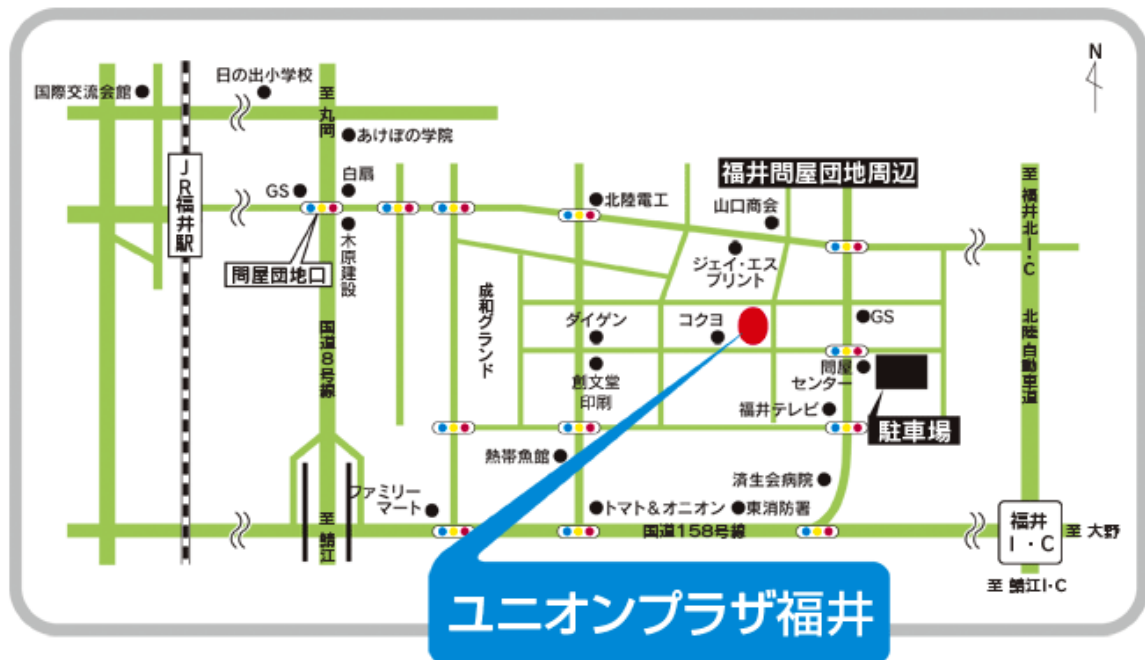 N
国際交流会館
日の出小学校
至丸岡
あけぼの学院
JR福井駅
GS
白扇
木原建設
問屋団地口
北陸電工
福井問屋団地周辺
山口商会
ジェイ・エス
プリント
至福井北I・C
北陸自動車道
国道8号線
成和グランド
ダイゲン
コクヨ
GS
創文堂
印刷
問屋
センター
福井テレビ
駐車場
熱帯魚館
済生会病院
ファミリー
マート
トマト&オニオン
東消防署
至鯖江
国道158号線
福井
I・C
至 大野
至 鯖江I・C
ユニオンプラザ福井